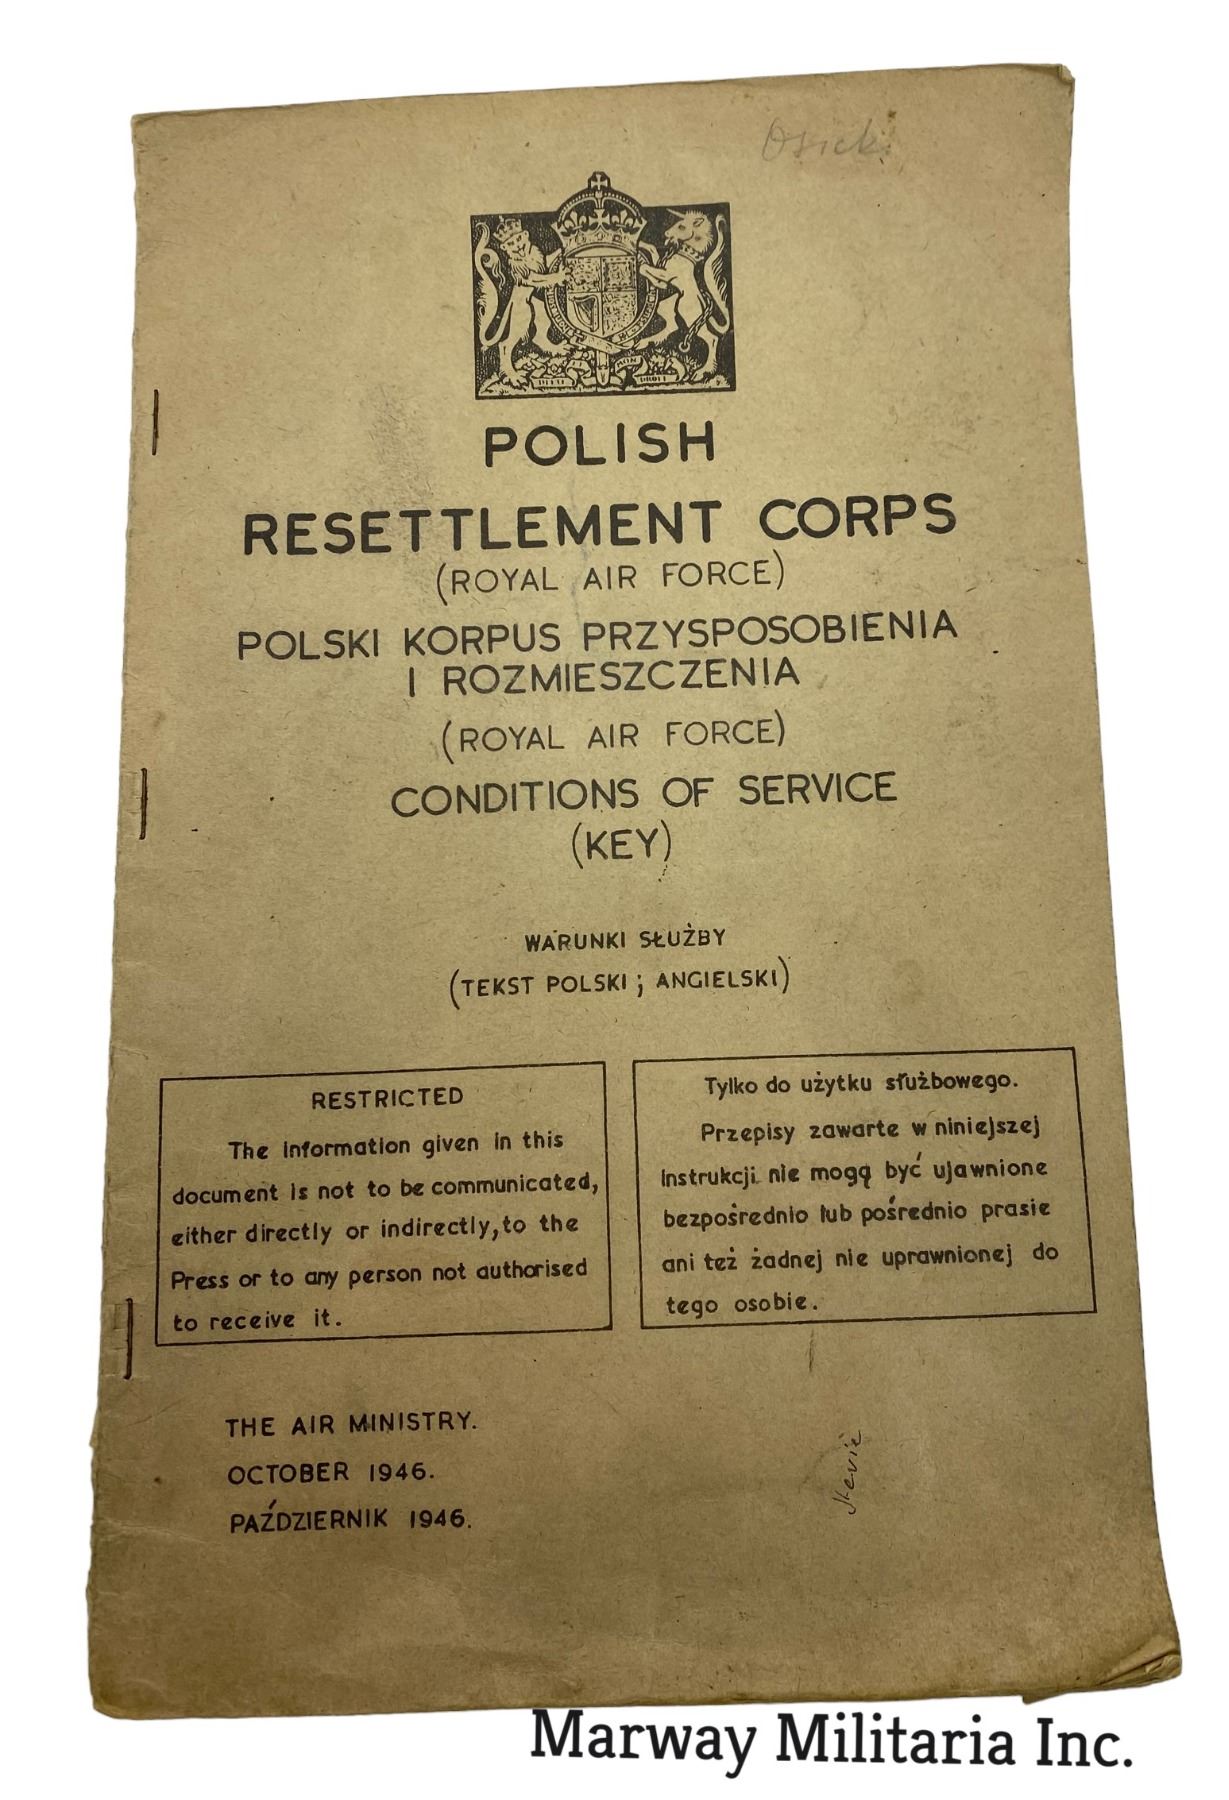 POLISH
RESETTLEMENT CORPS
(ROYAL AIR FORCE)
POLSKI KORPUS PRZYSPOSOBIENIA
I ROZMIESZCZENIA
(ROYAL AIR FORCE)
CONDITIONS OF SERVICE
(KEY)
WARUNKI SŁUŻBY
(TEKST POLSKI ; ANGIELSKI)
RESTRICTED
The information given in this
document is not to be communicated,
either directly or indirectly, to the
Press or to any person not authorised
to receive it.
Tylko do użytku służbowego.
Przepisy zawarte w niniejszej
Instrukcji nie mogą być ujawnione
bezpośrednio lub pośrednio prasie
ani też żadnej nie uprawnionej do
tego osobie.
THE AIR MINISTRY.
OCTOBER 1946.
PAŹDZIERNIK 1946.
Marway Militaria Inc.